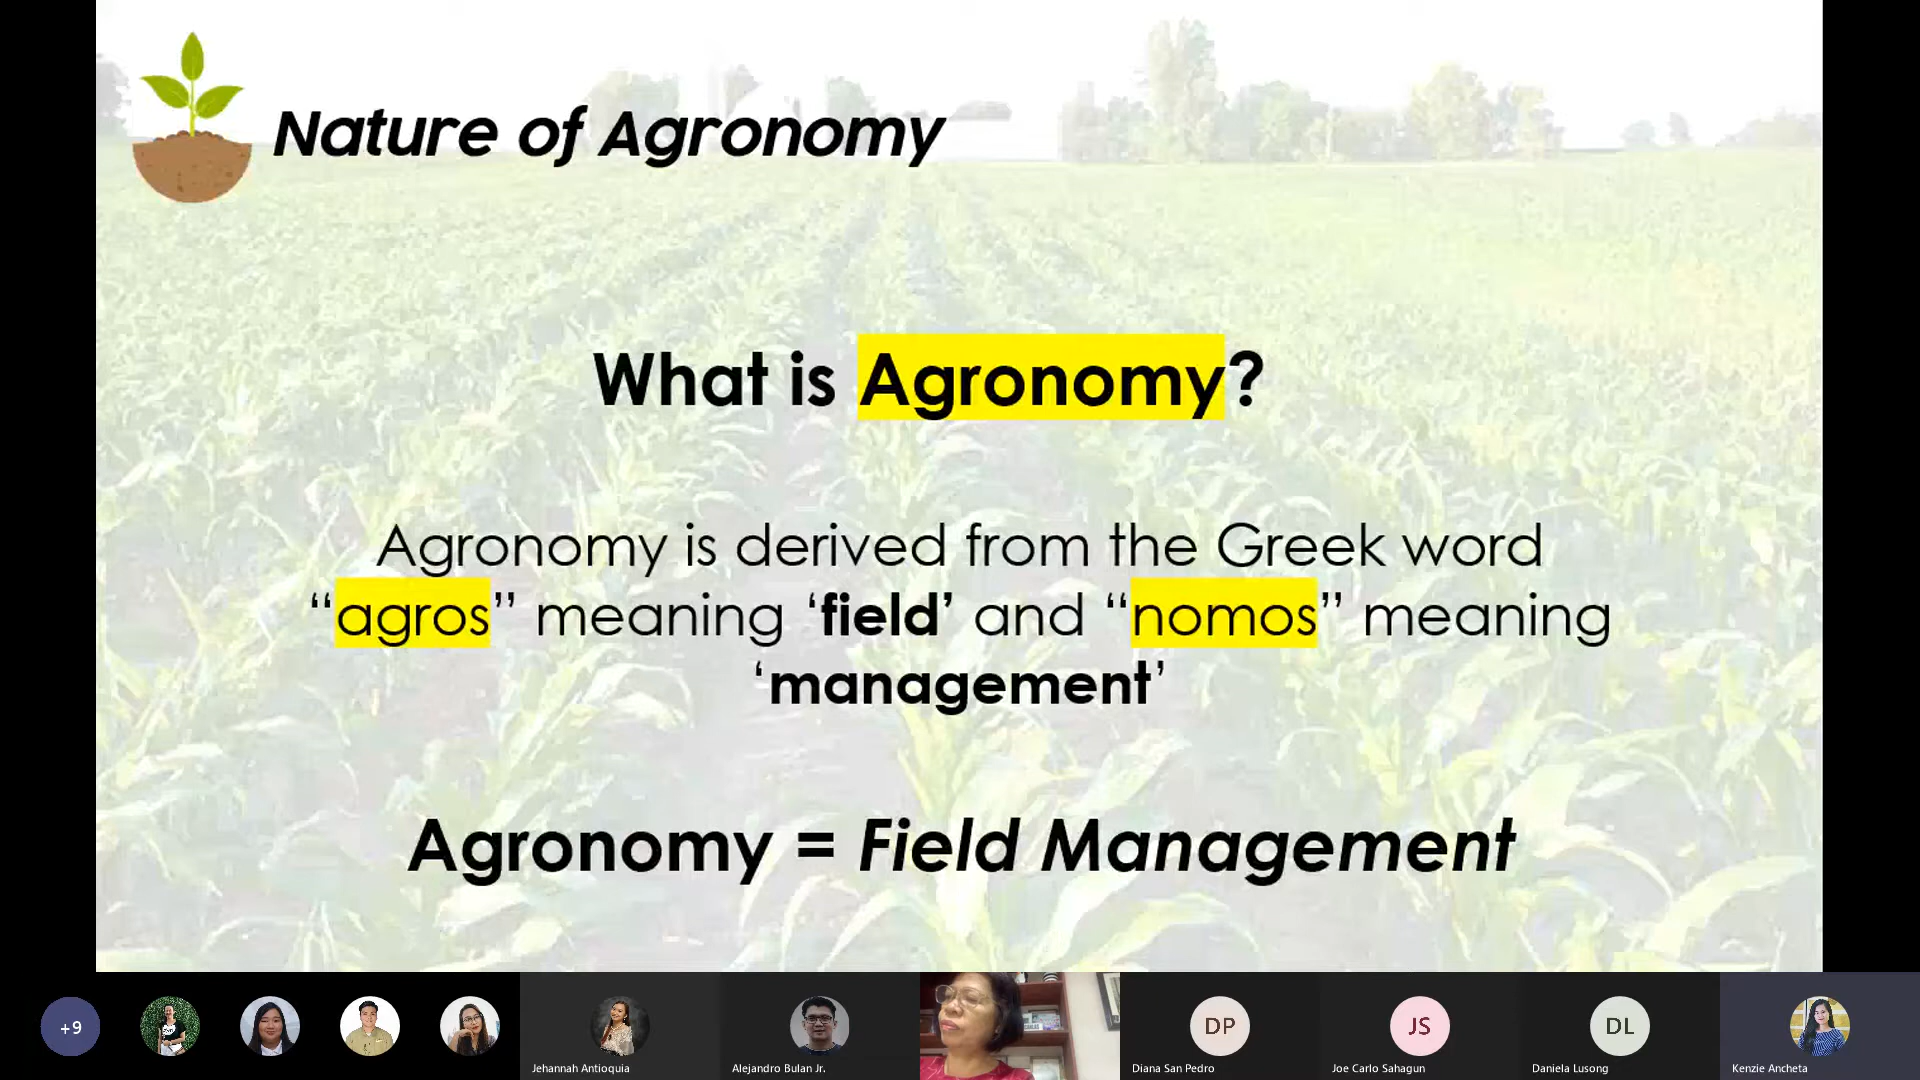 Nature of Agronomy
What is Agronomy?
Agronomy is derived from the Greek word
“agros” meaning ‘field’ and “nomos” meaning
‘management’
Agronomy = Field Management
+9
Jehannah Antioquia
Alejandro Bulan Jr.
DP
Diana San Pedro
JS
Joe Carlo Sahagun
DL
Daniela Lusong
Kenzie Ancheta